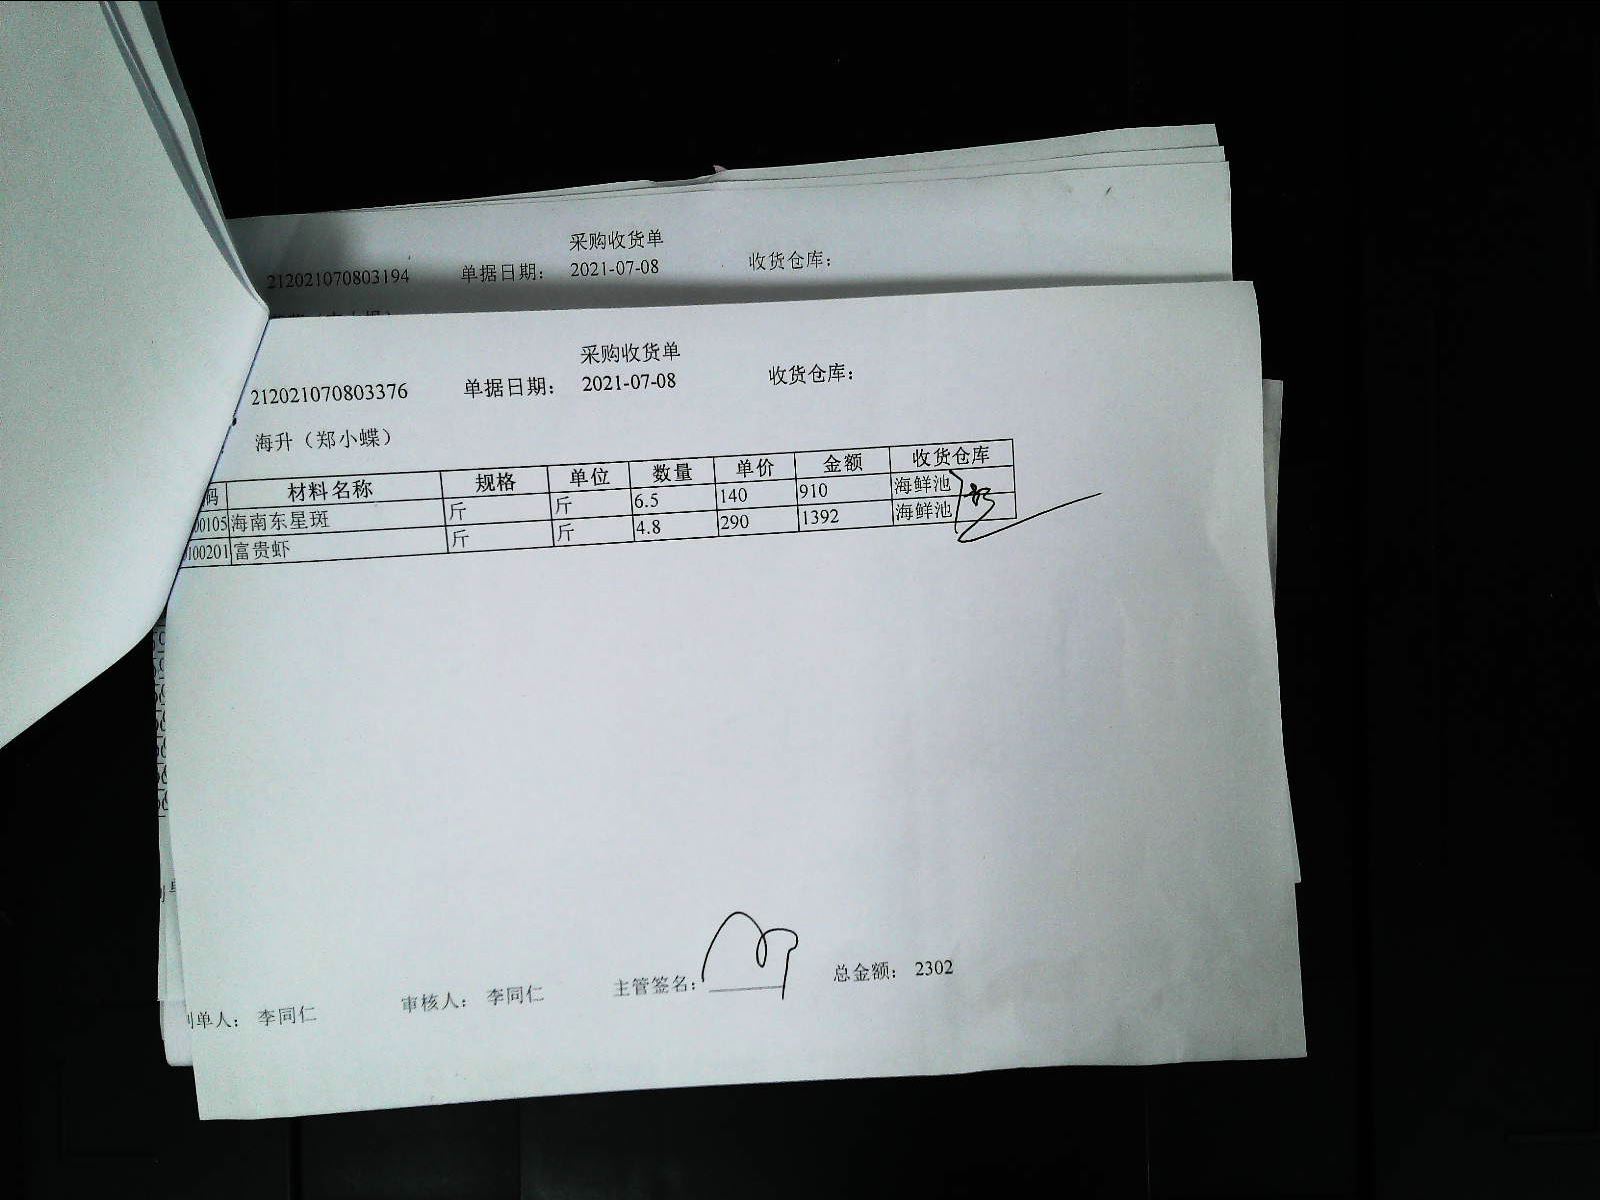 采购收货单
212021070803194 单据日期: 2021-07-08 收货仓库:
采购收货单
212021070803376 单据日期: 2021-07-08 收货仓库:
海升（郑小蝶）
码 材料名称 规格 单位 数量 单价 金额 收货仓库
00105 海南东星斑 斤 斤 6.5 140 910 海鲜池
100201 富贵虾 斤 斤 4.8 290 1392 海鲜池
单人: 李同仁 审核人: 李同仁 主管签名: 总金额: 2302